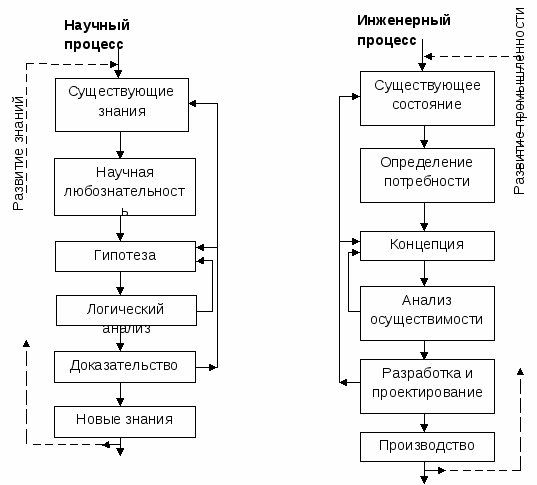 Научный
процесс
Развитие знаний
Существующие
знания
Научная
любознательност
ь
Гипотеза
Логический
анализ
Доказательство
Новые знания
Инженерный
процесс
Развитие промышленности
Существующее
состояние
Определение
потребности
Концепция
Анализ
осуществимости
Разработка и
проектирование
Производство